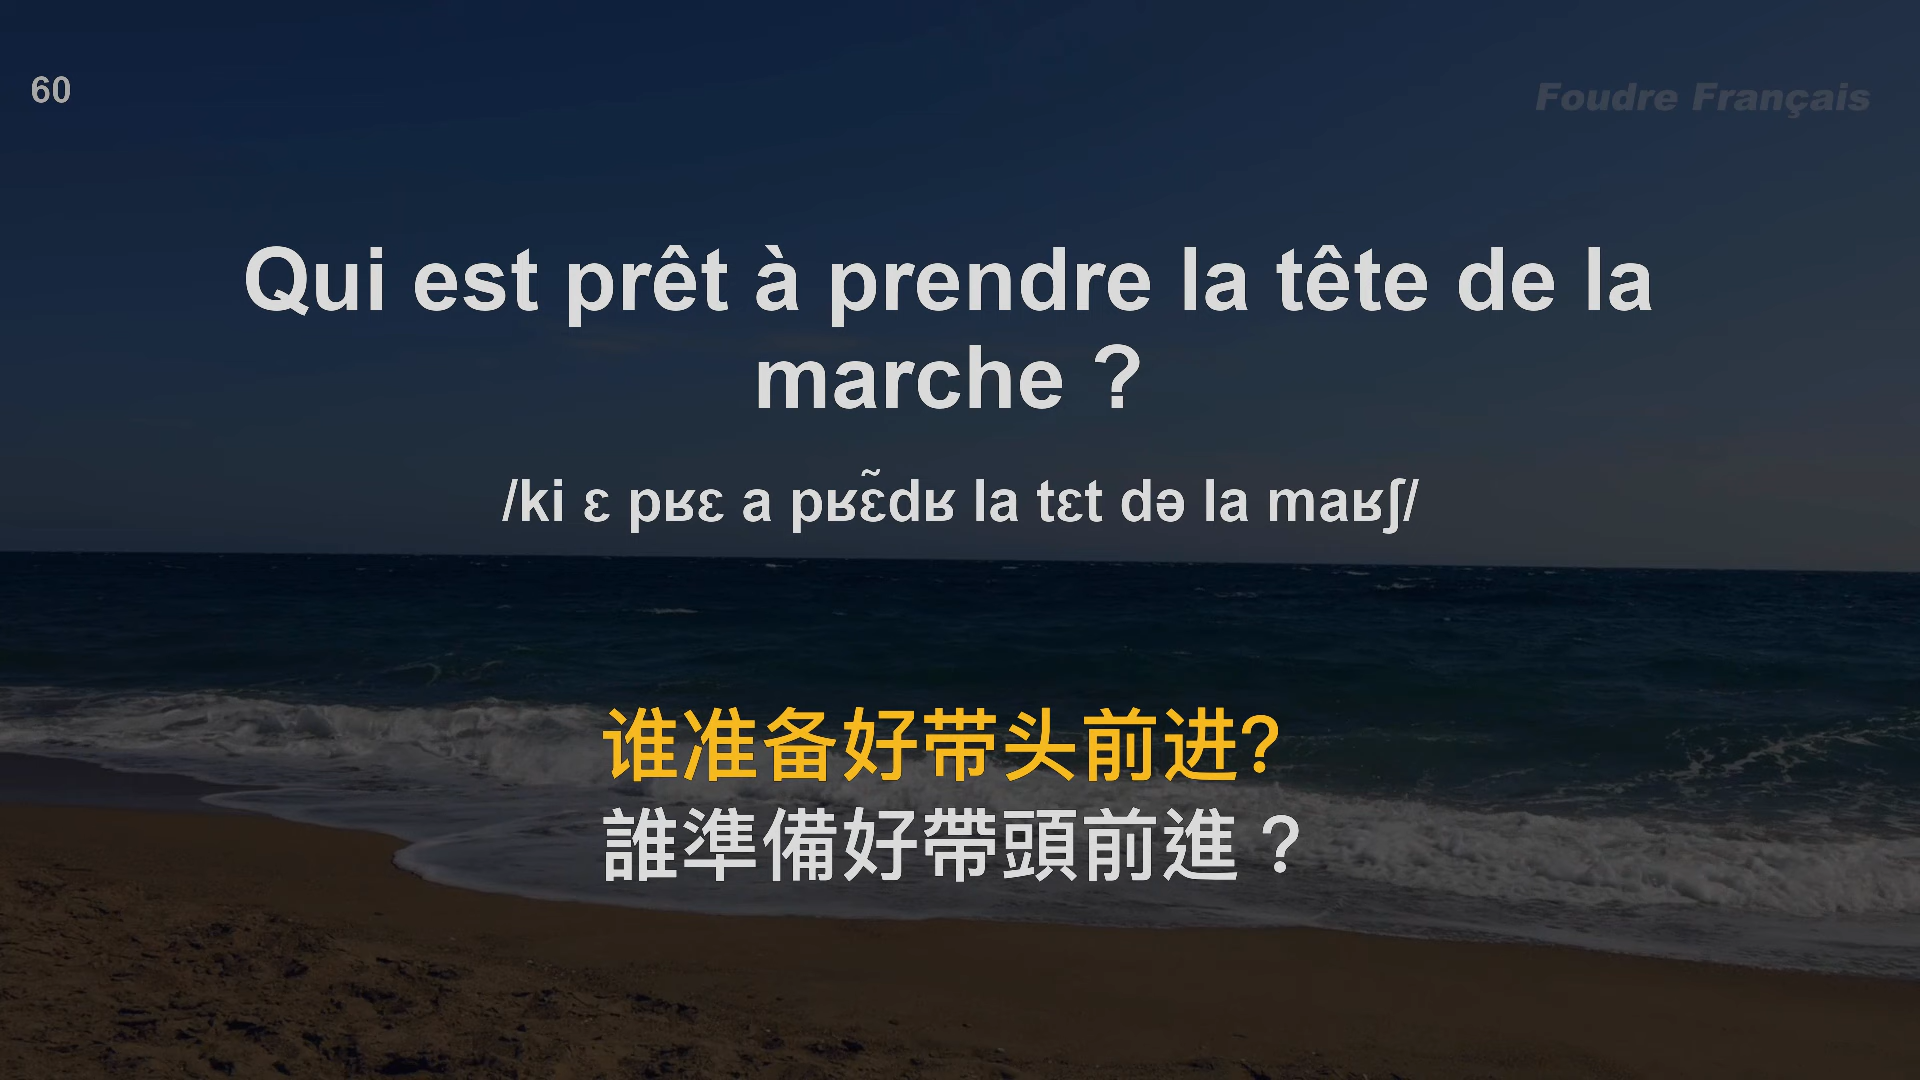 60
Foudre Français
Qui est prêt à prendre la tête de la
marche ?
/ki ɛ pʁɛ a pʁɛ̃dʁ la tɛt də la maʁʃ/
谁准备好带头前进?
誰準備好帶頭前進？